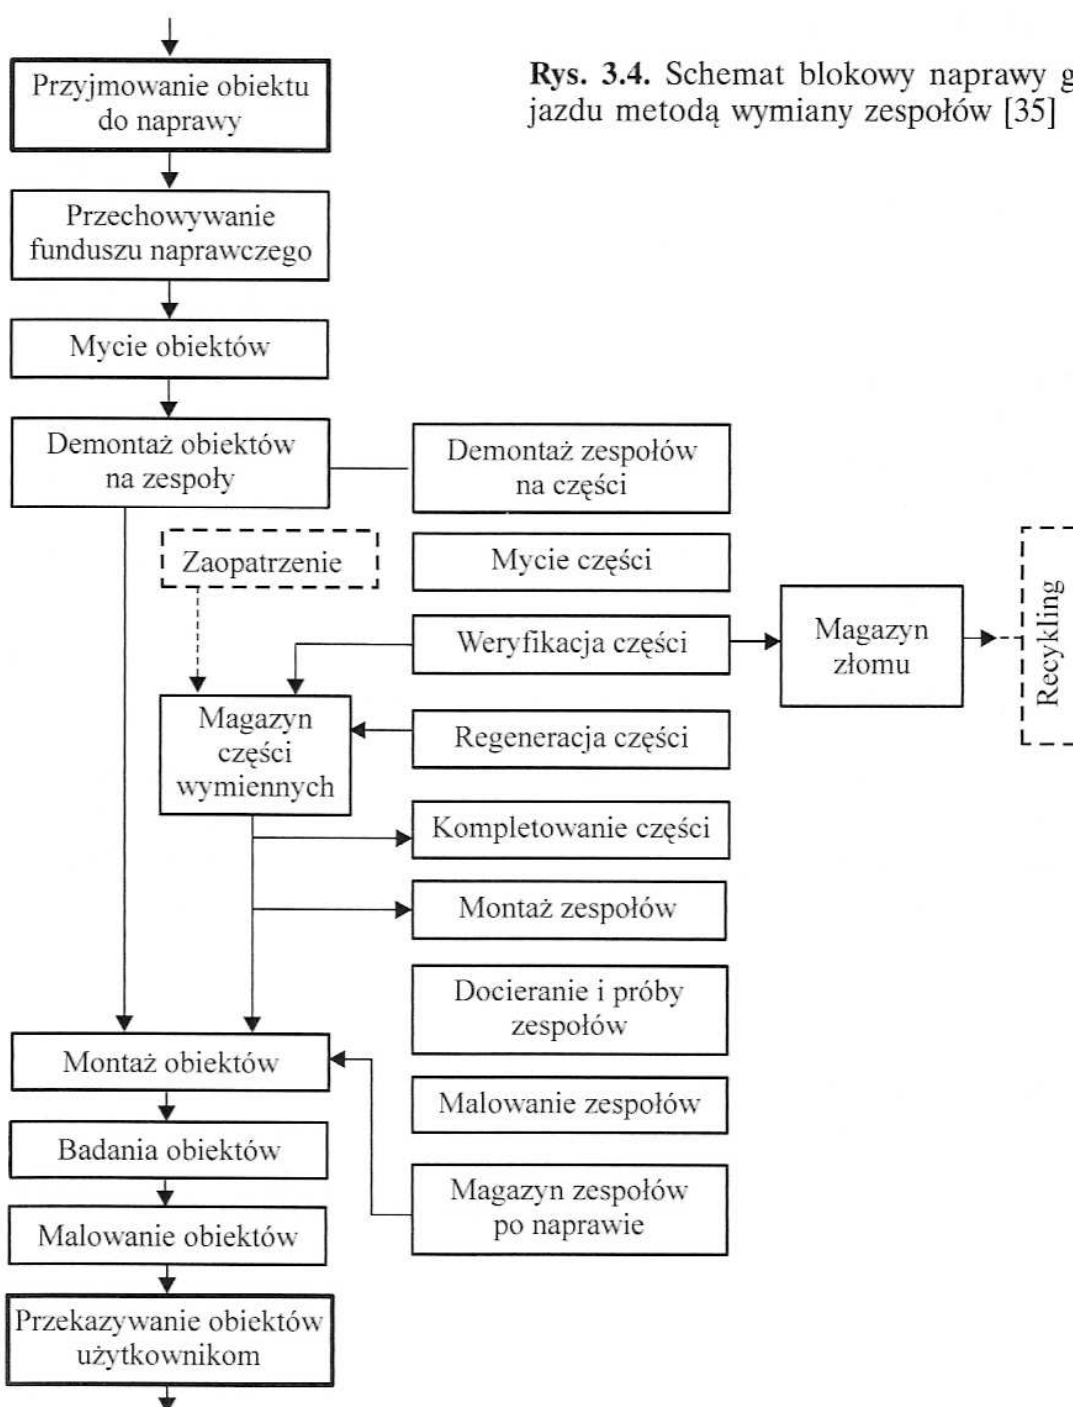 Rys. 3.4. Schemat blokowy naprawy g
jazdu metodą wymiany zespołów [35]
Przyjmowanie obiektu
do naprawy
Przechowywanie
funduszu naprawczego
Mycie obiektów
Demontaż obiektów
na zespoły
Demontaż zespołów
na części
Zaopatrzenie
Mycie części
Weryfikacja części
Magazyn
złomu
Recykling
Magazyn
części
wymiennych
Regeneracja części
Kompletowanie części
Montaż zespołów
Docieranie i próby
zespołów
Montaż obiektów
Malowanie zespołów
Badania obiektów
Magazyn zespołów
po naprawie
Malowanie obiektów
Przekazywanie obiektów
użytkownikom